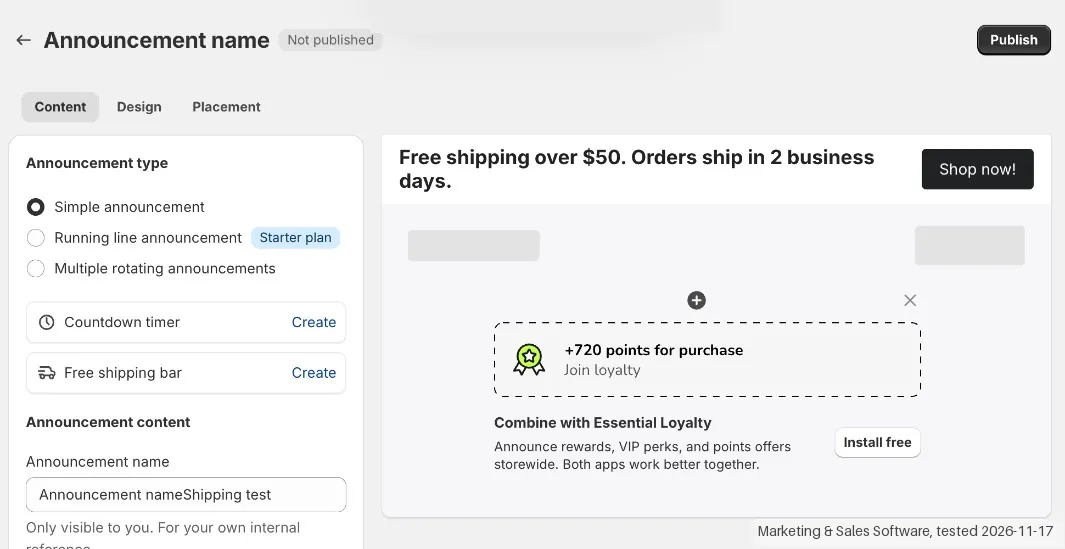 Announcement name
Not published
Publish
Content
Design
Placement
Announcement type
Simple announcement
Running line announcement
Starter plan
Multiple rotating announcements
Countdown timer
Create
Free shipping bar
Create
Announcement content
Announcement name
Announcement nameShipping test
Only visible to you. For your own internal
reference.
Free shipping over $50. Orders ship in 2 business
days.
Shop now!
+720 points for purchase
Join loyalty
Combine with Essential Loyalty
Announce rewards, VIP perks, and points offers
storewide. Both apps work better together.
Install free
Marketing & Sales Software, tested 2026-11-17